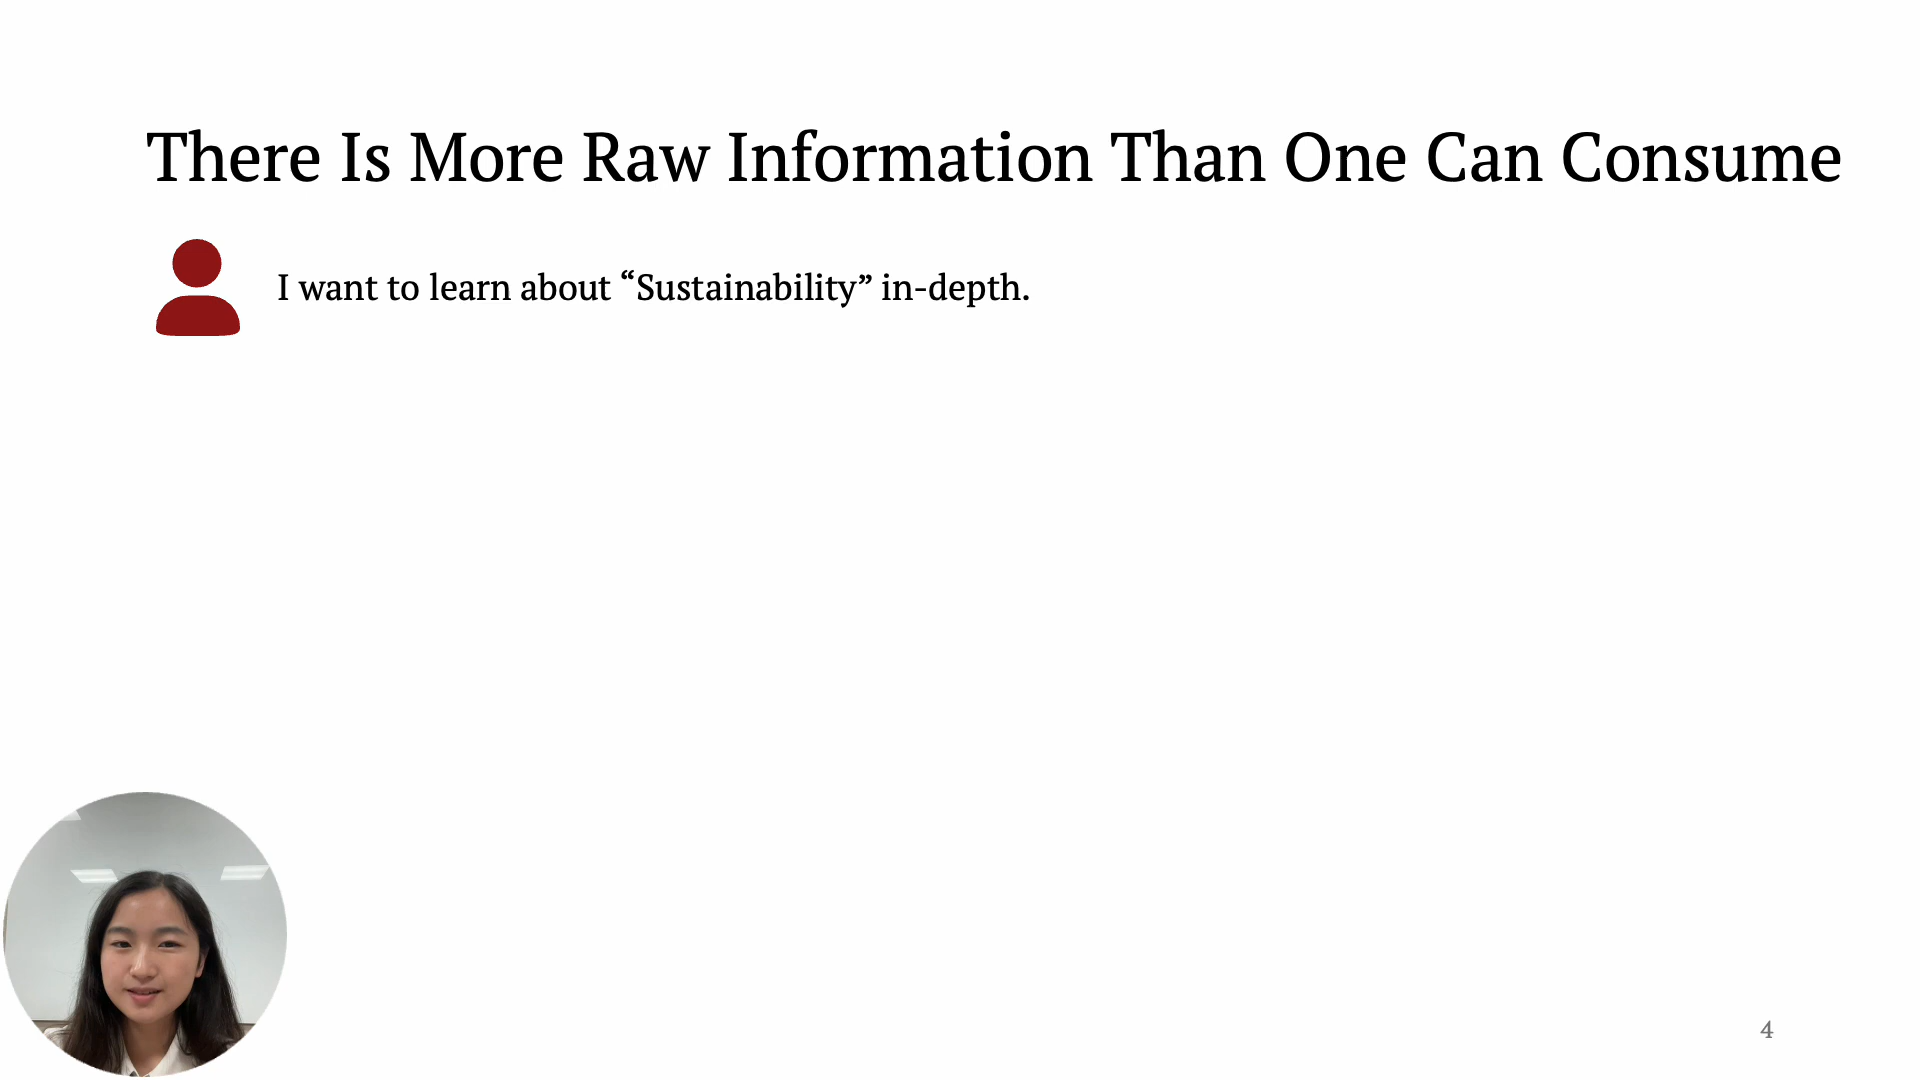 There Is More Raw Information Than One Can Consume
I want to learn about “Sustainability” in-depth.
4